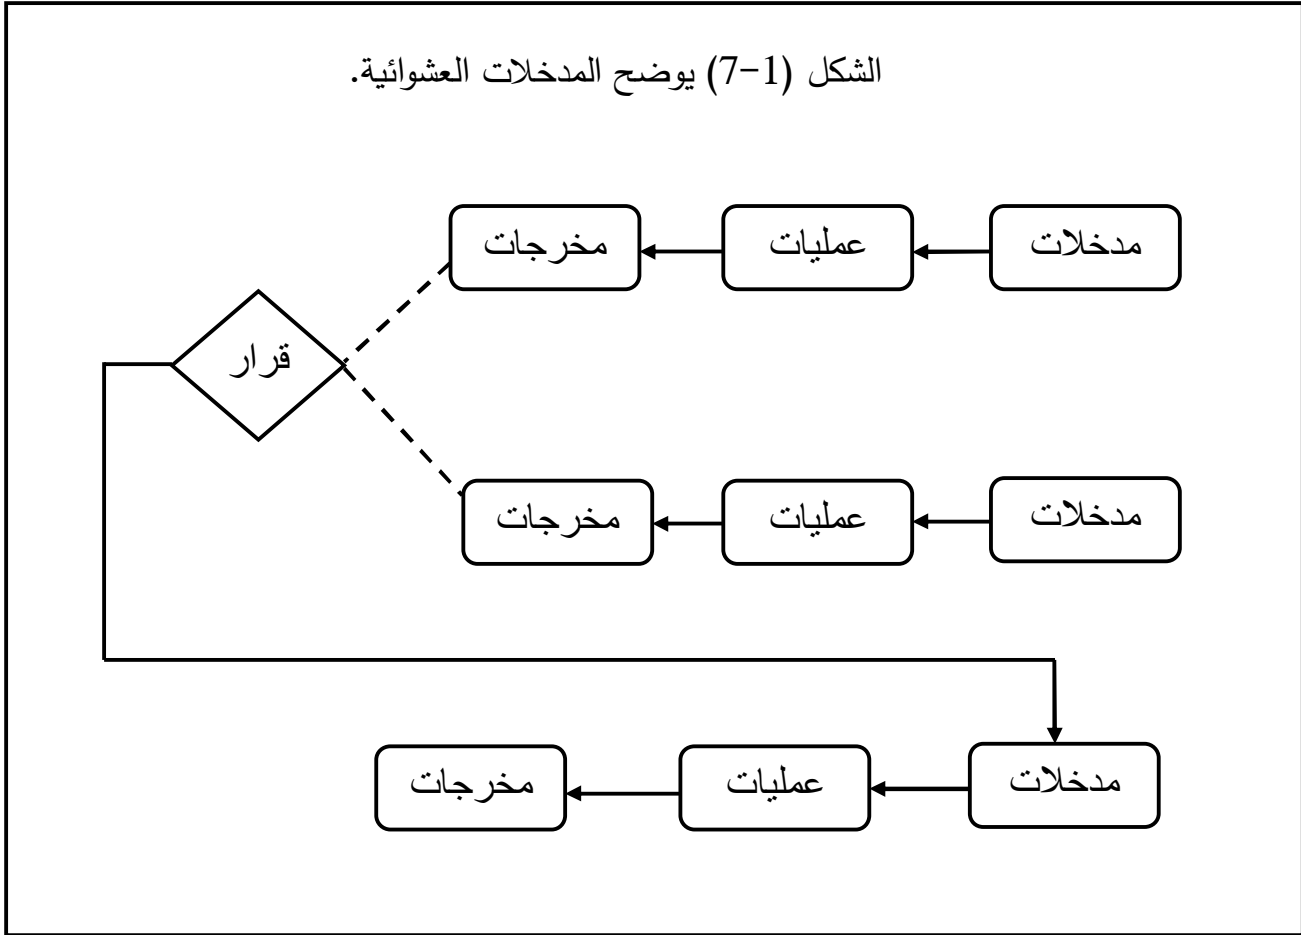 الشكل (1-7) يوضح المدخلات العشوائية.
مدخلات
عمليات
مخرجات
قرار
مدخلات
عمليات
مخرجات
مدخلات
عمليات
مخرجات